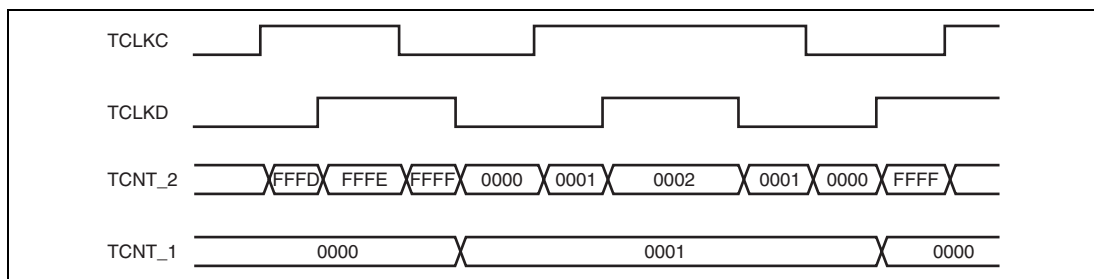 TCLKC
TCLKD
TCNT_2 FFFD FFFE FFFF 0000 0001 0002 0001 0000 FFFF
TCNT_1 0000 0001 0000